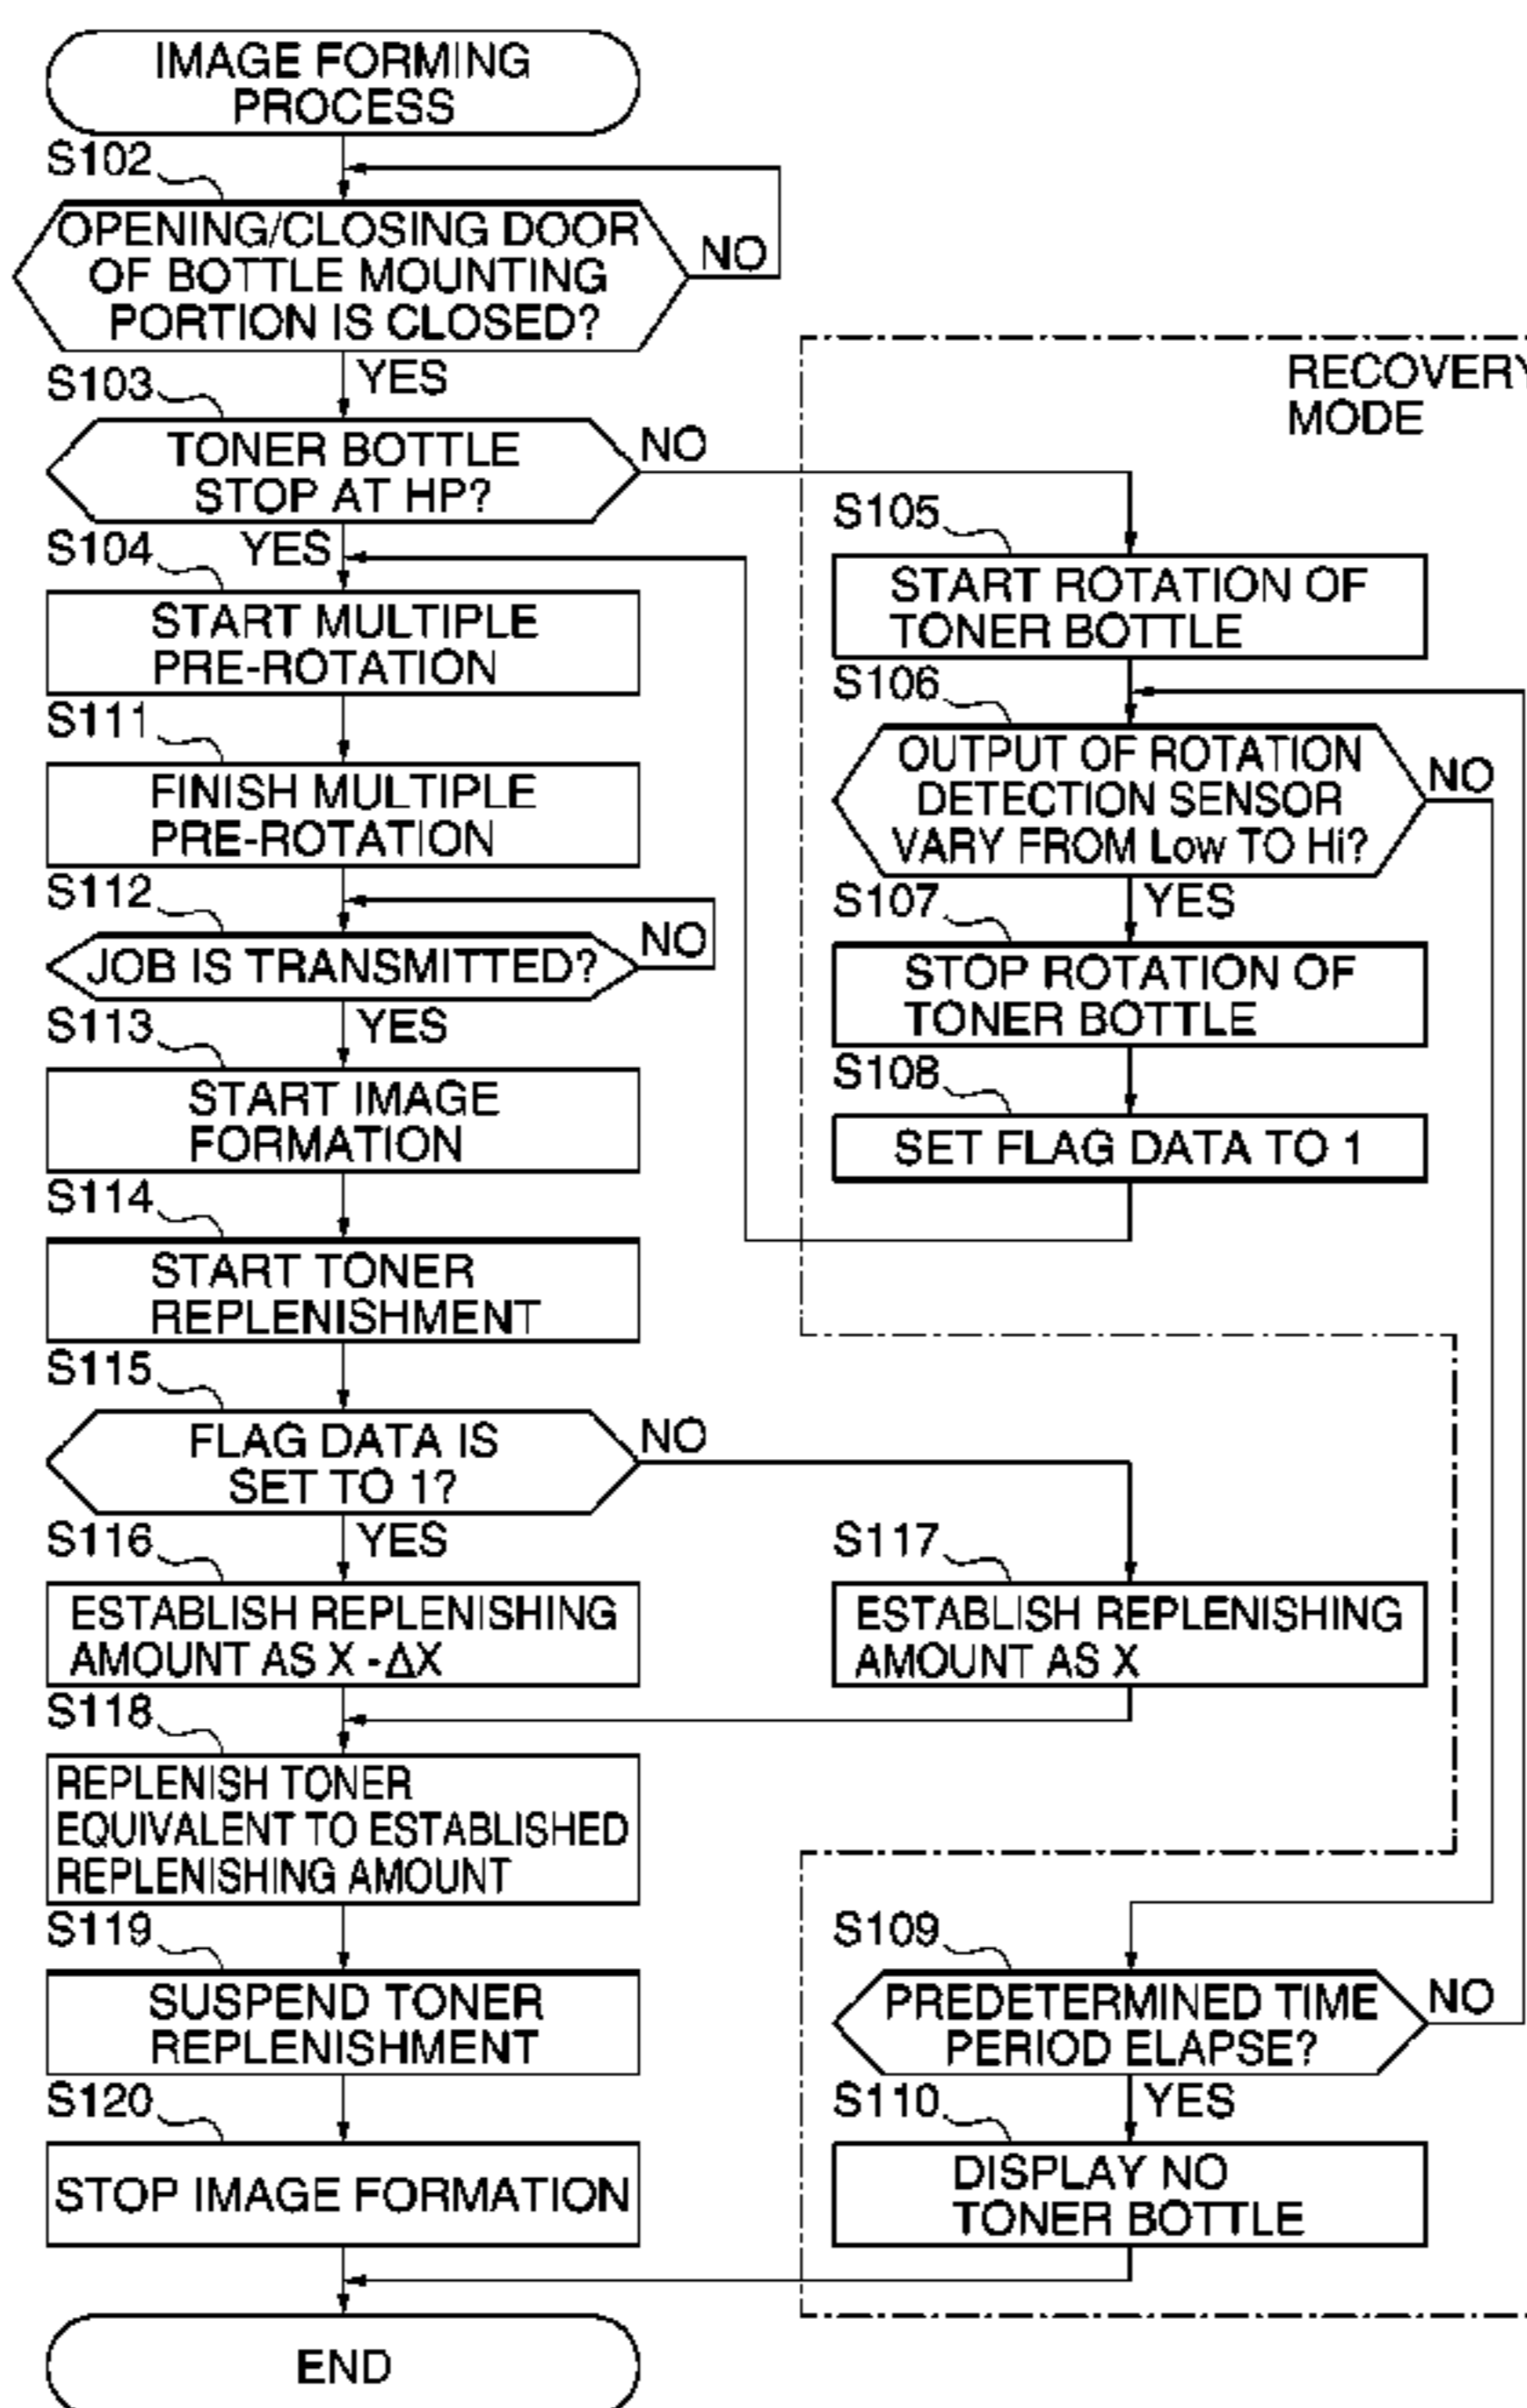 IMAGE FORMING
PROCESS
S102
OPENING/CLOSING DOOR
OF BOTTLE MOUNTING
PORTION IS CLOSED?
NO
YES
S103
TONER BOTTLE
STOP AT HP?
NO
YES
S104
START MULTIPLE
PRE-ROTATION
S111
FINISH MULTIPLE
PRE-ROTATION
S112
JOB IS TRANSMITTED?
NO
YES
S113
START IMAGE
FORMATION
S114
START TONER
REPLENISHMENT
S115
FLAG DATA IS
SET TO 1?
NO
YES
S116
ESTABLISH REPLENISHING
AMOUNT AS X -ΔX
S118
REPLENISH TONER
EQUIVALENT TO ESTABLISHED
REPLENISHING AMOUNT
S119
SUSPEND TONER
REPLENISHMENT
S120
STOP IMAGE FORMATION
END
RECOVERY
MODE
S105
START ROTATION OF
TONER BOTTLE
S106
OUTPUT OF ROTATION
DETECTION SENSOR
VARY FROM Low TO Hi?
NO
YES
S107
STOP ROTATION OF
TONER BOTTLE
S108
SET FLAG DATA TO 1
S117
ESTABLISH REPLENISHING
AMOUNT AS X
S109
PREDETERMINED TIME
PERIOD ELAPSE?
NO
YES
S110
DISPLAY NO
TONER BOTTLE